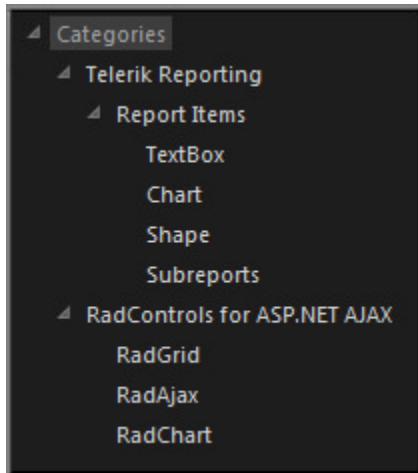 Categories
Telerik Reporting
Report Items
TextBox
Chart
Shape
Subreports
RadControls for ASP.NET AJAX
RadGrid
RadAjax
RadChart